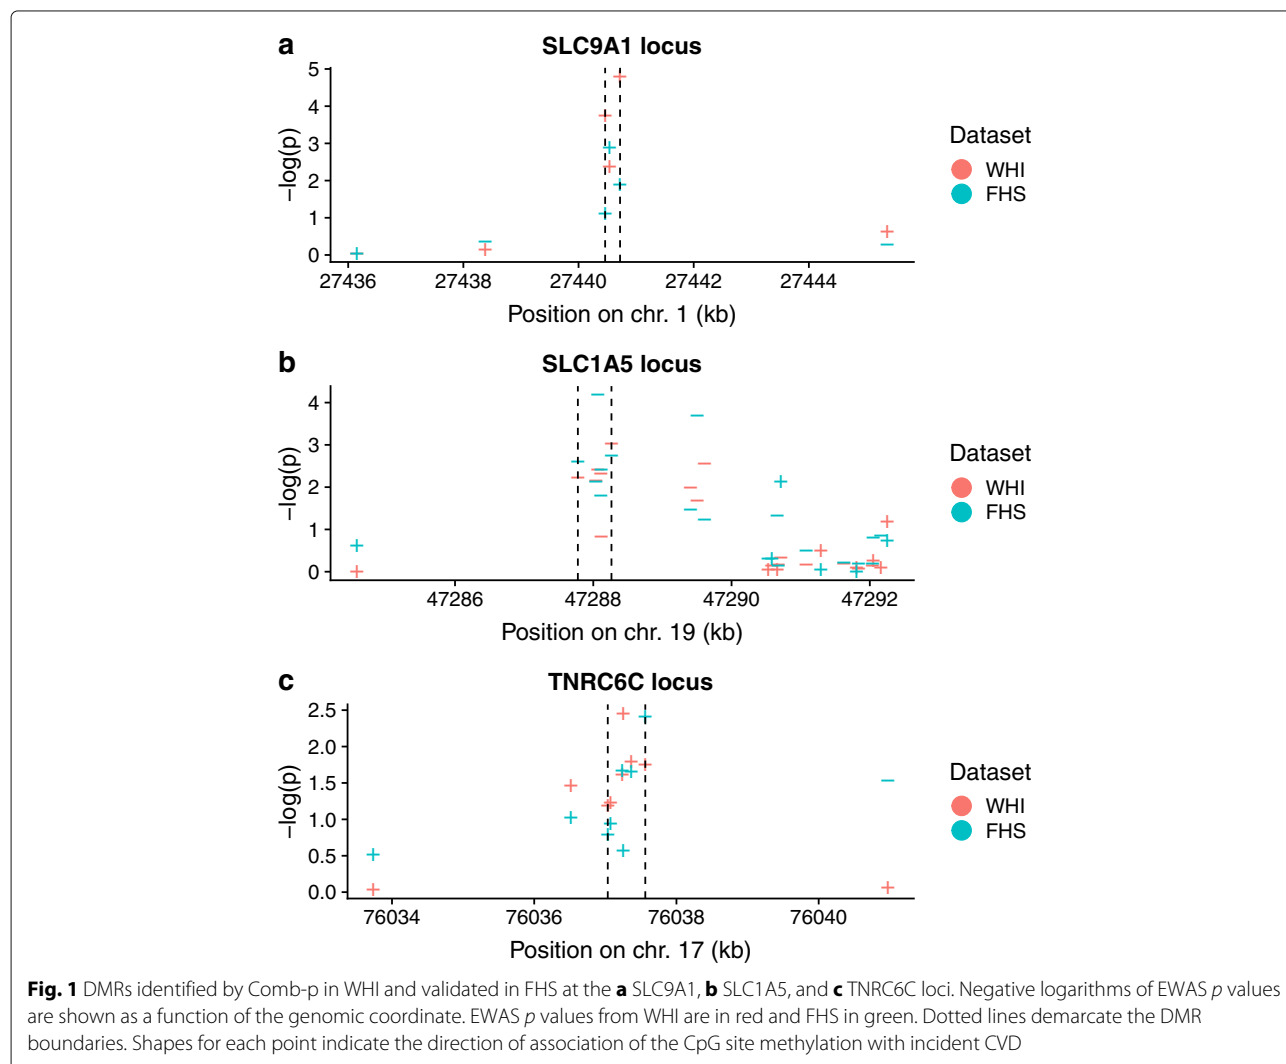 a
SLC9A1 locus
5
4
3
2
1
0
−log(p)
27436 27438 27440 27442 27444
Position on chr. 1 (kb)
Dataset
WHI
FHS
b
SLC1A5 locus
4
3
2
1
0
−log(p)
47286 47288 47290 47292
Position on chr. 19 (kb)
Dataset
WHI
FHS
c
TNRC6C locus
2.5
2.0
1.5
1.0
0.5
0.0
−log(p)
76034 76036 76038 76040
Position on chr. 17 (kb)
Dataset
WHI
FHS
Fig. 1 DMRs identified by Comb-p in WHI and validated in FHS at the a SLC9A1, b SLC1A5, and c TNRC6C loci. Negative logarithms of EWAS p values
are shown as a function of the genomic coordinate. EWAS p values from WHI are in red and FHS in green. Dotted lines demarcate the DMR
boundaries. Shapes for each point indicate the direction of association of the CpG site methylation with incident CVD